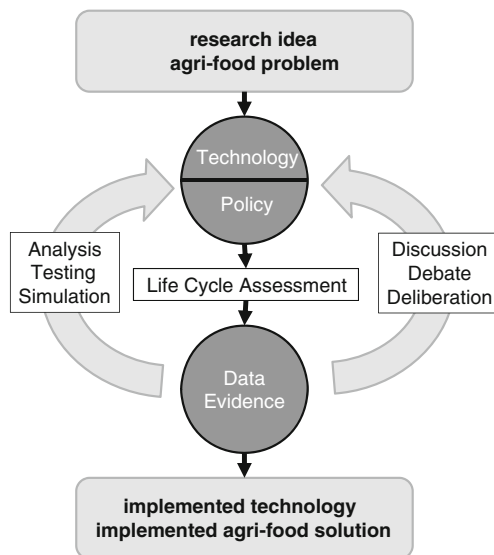 research idea
agri-food problem
Technology
Policy
Analysis
Testing
Simulation
Discussion
Debate
Deliberation
Life Cycle Assessment
Data
Evidence
implemented technology
implemented agri-food solution